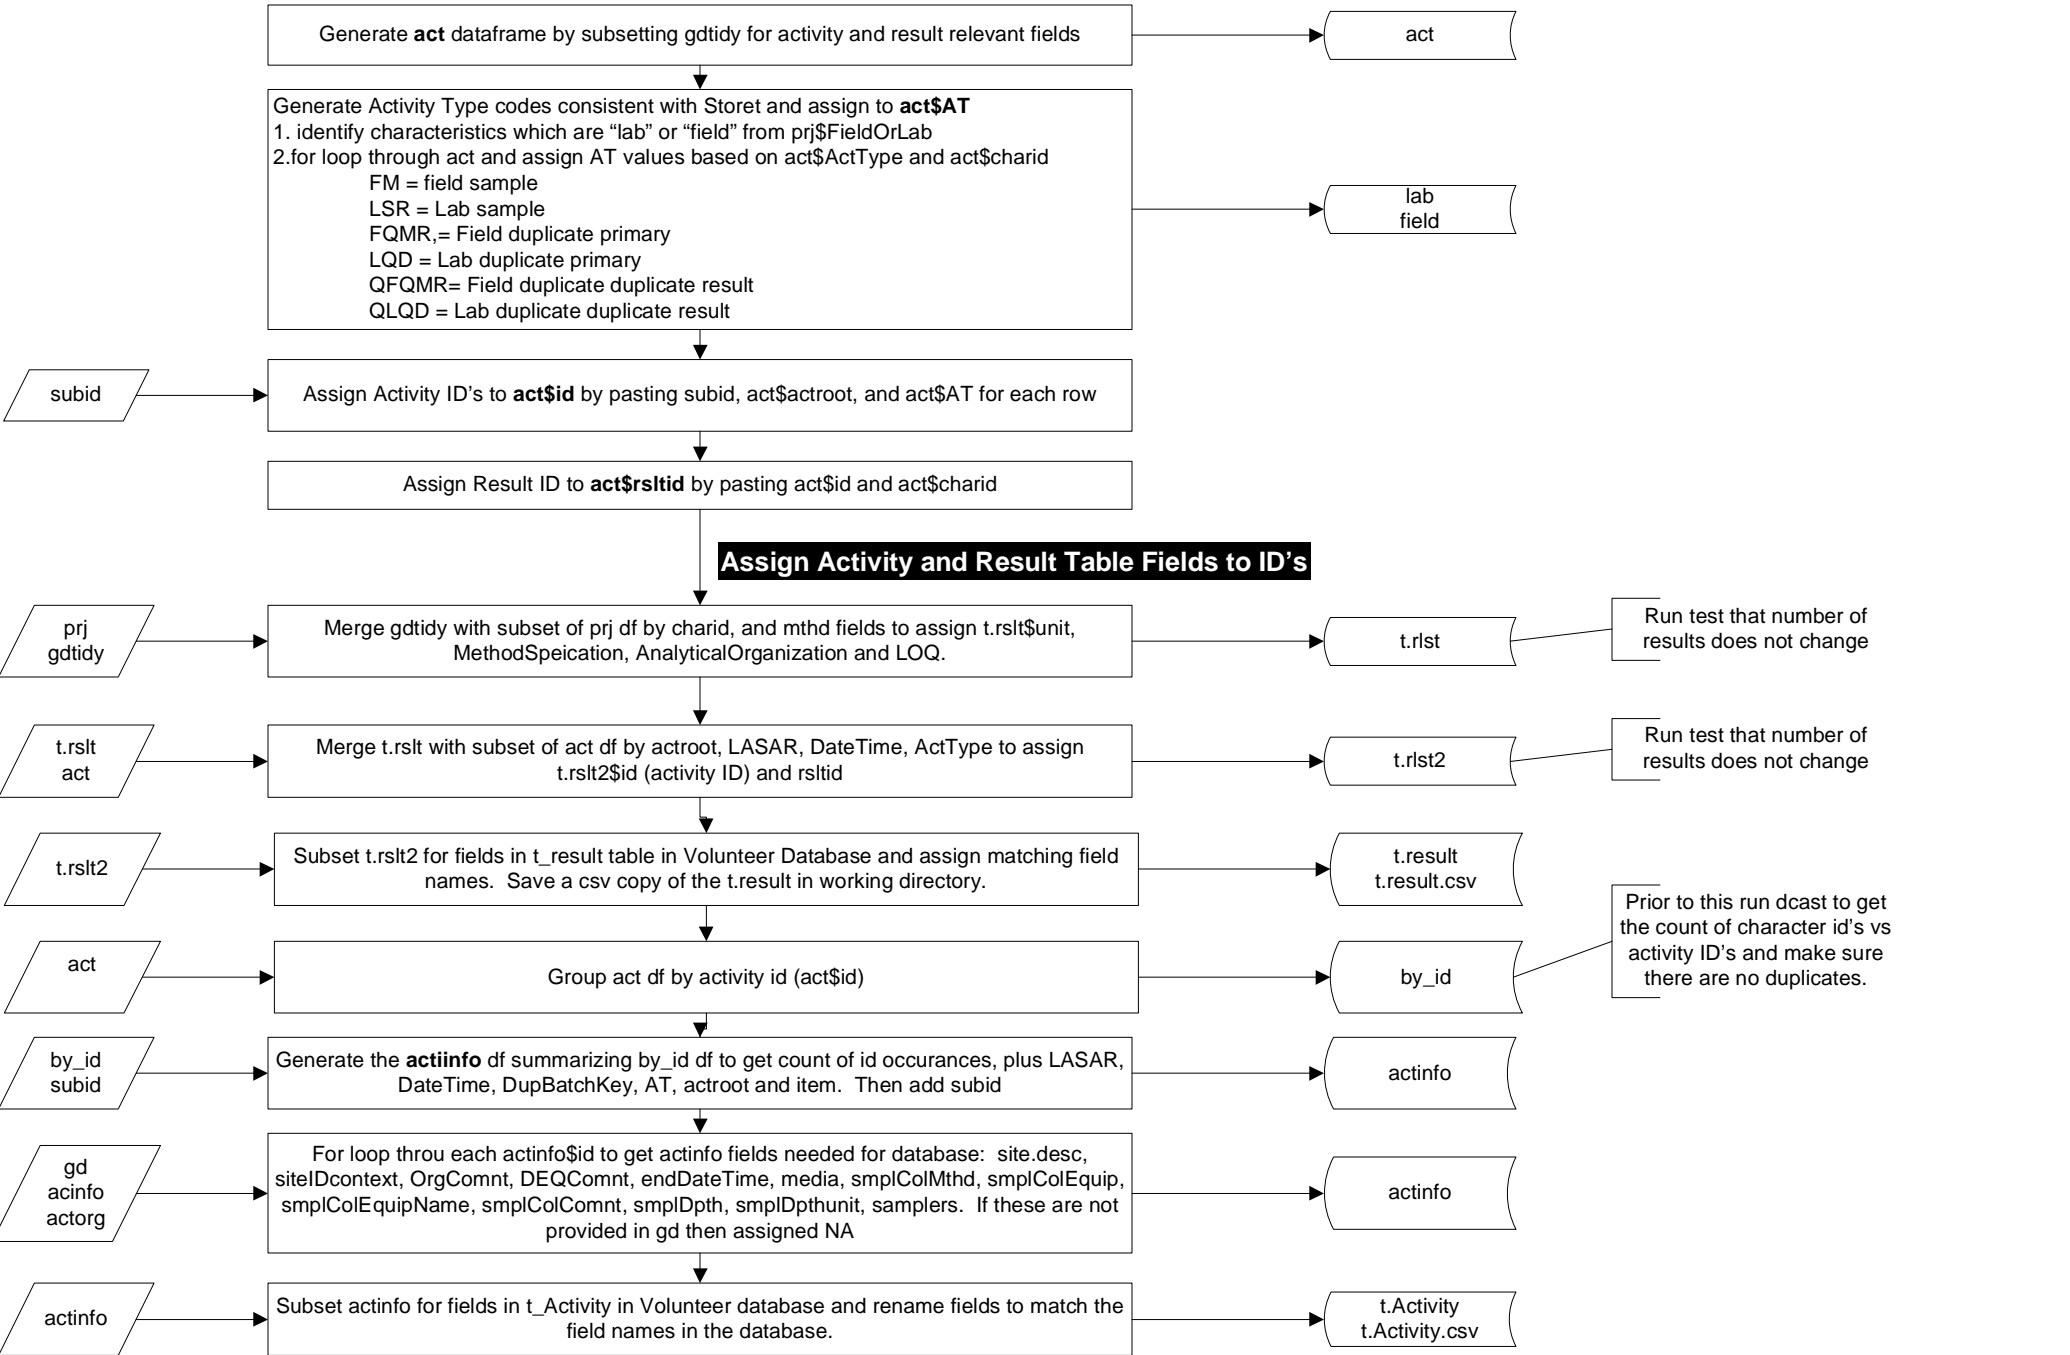 Generate act dataframe by subsetting gdtidy for activity and result relevant fields
act
Generate Activity Type codes consistent with Storet and assign to act$AT
1. identify characteristics which are “lab” or “field” from prj$FieldOrLab
2.for loop through act and assign AT values based on act$ActType and act$charid
FM = field sample
LSR = Lab sample
FQMR,= Field duplicate primary
LQD = Lab duplicate primary
QFQMR= Field duplicate duplicate result
QLQD = Lab duplicate duplicate result
lab
field
subid
Assign Activity ID’s to act$id by pasting subid, act$actroot, and act$AT for each row
Assign Result ID to act$rsltid by pasting act$id and act$charid
Assign Activity and Result Table Fields to ID’s
prj
gdtidy
Merge gdtidy with subset of prj df by charid, and mthd fields to assign t.rslt$unit,
MethodSpeication, AnalyticalOrganization and LOQ.
t.rlst
Run test that number of
results does not change
t.rslt
act
Merge t.rslt with subset of act df by actroot, LASAR, DateTime, ActType to assign
t.rslt2$id (activity ID) and rsltid
t.rlst2
Run test that number of
results does not change
t.rslt2
Subset t.rslt2 for fields in t_result table in Volunteer Database and assign matching field
names.  Save a csv copy of the t.result in working directory.
t.result
t.result.csv
Prior to this run dcast to get
the count of character id’s vs
activity ID’s and make sure
there are no duplicates.
act
Group act df by activity id (act$id)
by_id
by_id
subid
Generate the actiinfo df summarizing by_id df to get count of id occurances, plus LASAR,
DateTime, DupBatchKey, AT, actroot and item.  Then add subid
actinfo
gd
acinfo
actorg
For loop throu each actinfo$id to get actinfo fields needed for database:  site.desc,
siteIDcontext, OrgComnt, DEQComnt, endDateTime, media, smplColMthd, smplColEquip,
smplColEquipName, smplColComnt, smplDpth, smplDpthunit, samplers.  If these are not
provided in gd then assigned NA
actinfo
actinfo
Subset actinfo for fields in t_Activity in Volunteer database and rename fields to match the
field names in the database.
t.Activity
t.Activity.csv